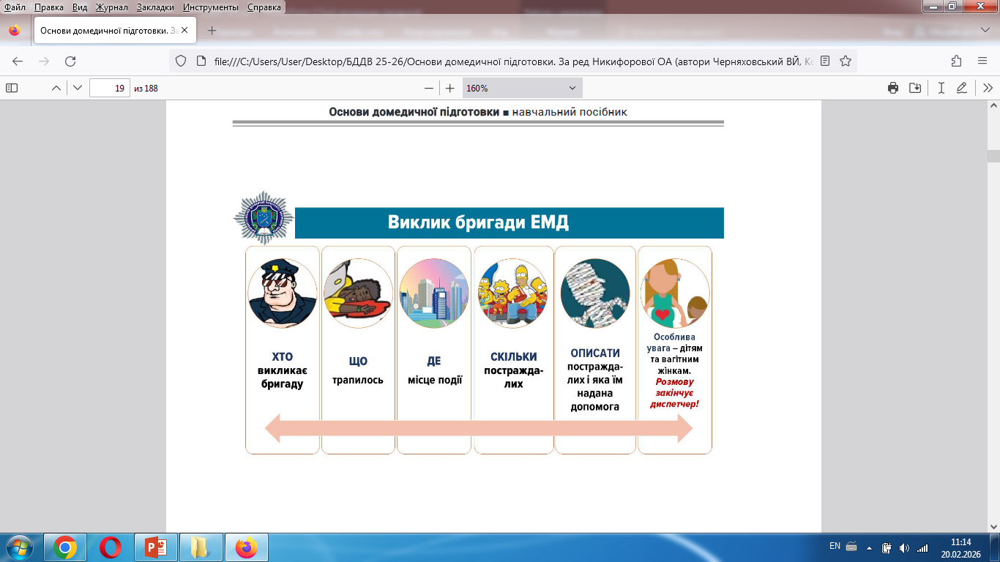 Файл Правка Вид Журнал Закладки Инструменты Справка
Основи домедичної підготовки. За
file:///C:/Users/User/Desktop/БДДВ 25-26/Основи домедичної підготовки. За ред Никифорової ОА (автори Черняховський ВЙ, Ко
19 из 188
160%
Основи домедичної підготовки ■ навчальний посібник
Виклик бригади ЕМД
ХТО
викликає
бригаду
ЩО
трапилось
ДЕ
місце події
СКІЛЬКИ
постражда-
лих
ОПИСАТИ
постражда-
лих і яка їм
надана
допомога
Особлива
увага – дітям
та вагітним
жінкам.
Розмову
закінчує
диспетчер!
EN
11:14
20.02.2026